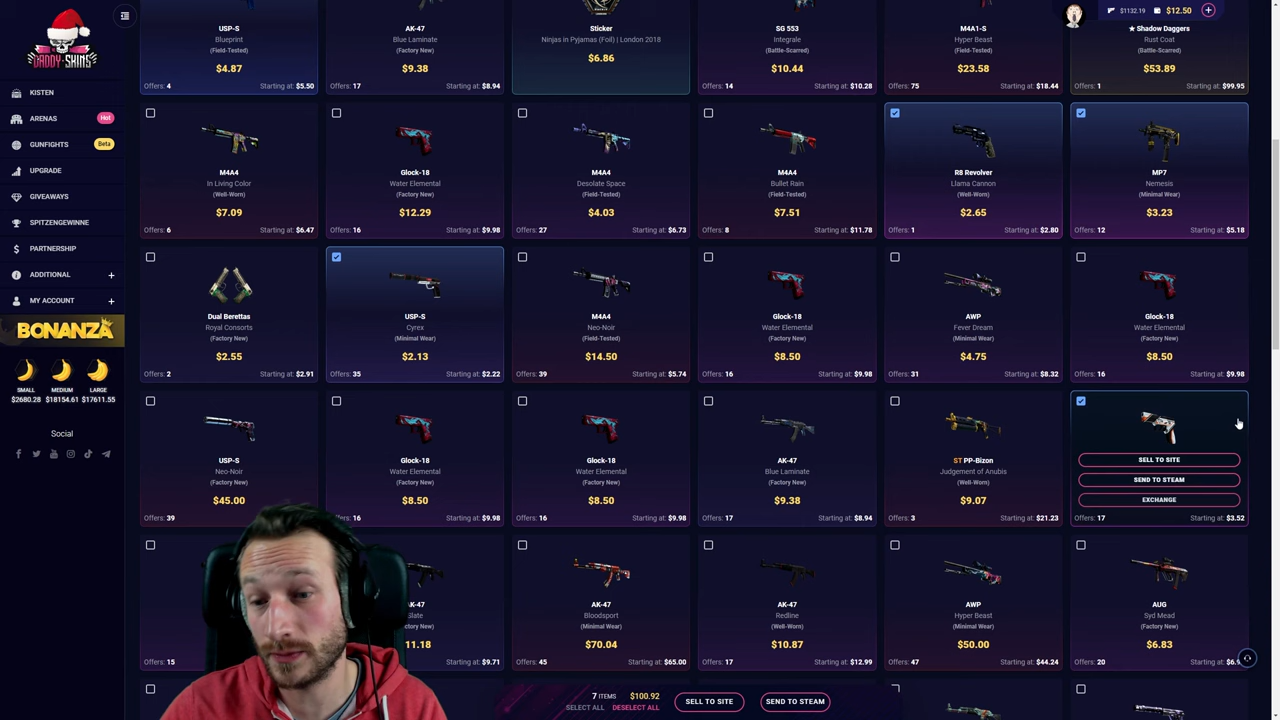 DADDY SKINS
KISTEN
ARENAS
Hot
GUNFIGHTS
Beta
UPGRADE
GIVEAWAYS
SPITZENGEWINNE
PARTNERSHIP
ADDITIONAL +
MY ACCOUNT +
BONANZA
SMALL MEDIUM LARGE
$2680.28 $18154.61 $17611.55
Social
$1132.19 $12.50
USP-S
Blueprint
(Field-Tested)
$4.87
Offers: 4 Starting at: $5.50
AK-47
Blue Laminate
(Factory New)
$9.38
Offers: 17 Starting at: $8.94
Sticker
Ninjas in Pyjamas (Foil) | London 2018
$6.86
SG 553
Integrale
(Battle-Scarred)
$10.44
Offers: 14 Starting at: $10.28
M4A1-S
Hyper Beast
(Field-Tested)
$23.58
Offers: 75 Starting at: $18.44
★ Shadow Daggers
Rust Coat
(Battle-Scarred)
$53.89
Offers: 1 Starting at: $99.95
M4A4
In Living Color
(Well-Worn)
$7.09
Offers: 6 Starting at: $6.47
Glock-18
Water Elemental
(Factory New)
$12.29
Offers: 16 Starting at: $9.98
M4A4
Desolate Space
(Field-Tested)
$4.03
Offers: 27 Starting at: $6.73
M4A4
Bullet Rain
(Field-Tested)
$7.51
Offers: 8 Starting at: $11.78
R8 Revolver
Llama Cannon
(Well-Worn)
$2.65
Offers: 1 Starting at: $2.80
MP7
Nemesis
(Minimal Wear)
$3.23
Offers: 12 Starting at: $5.18
Dual Berettas
Royal Consorts
(Factory New)
$2.55
Offers: 2 Starting at: $2.91
USP-S
Cyrex
(Minimal Wear)
$2.13
Offers: 35 Starting at: $2.22
M4A4
Neo-Noir
(Field-Tested)
$14.50
Offers: 39 Starting at: $5.74
Glock-18
Water Elemental
(Factory New)
$8.50
Offers: 16 Starting at: $9.98
AWP
Fever Dream
(Minimal Wear)
$4.75
Offers: 31 Starting at: $8.32
Glock-18
Water Elemental
(Factory New)
$8.50
Offers: 16 Starting at: $9.98
USP-S
Neo-Noir
(Factory New)
$45.00
Offers: 39
Glock-18
Water Elemental
(Factory New)
$8.50
16 Starting at: $9.98
Glock-18
Water Elemental
(Factory New)
$8.50
Offers: 16 Starting at: $9.98
AK-47
Blue Laminate
(Factory New)
$9.38
Offers: 17 Starting at: $8.94
ST PP-Bizon
Judgement of Anubis
(Well-Worn)
$9.07
Offers: 3 Starting at: $21.23
SELL TO SITE
SEND TO STEAM
EXCHANGE
Offers: 17 Starting at: $3.52
Offers: 15
K-47
Slate
New)
11.18
Starting at: $9.71
AK-47
Bloodsport
(Minimal Wear)
$70.04
Offers: 45 Starting at: $65.00
AK-47
Redline
(Well-Worn)
$10.87
Offers: 17 Starting at: $12.99
AWP
Hyper Beast
(Minimal Wear)
$50.00
Offers: 47 Starting at: $44.24
AUG
Syd Mead
(Factory New)
$6.83
Offers: 20 Starting at:
7 ITEMS $100.92
SELECT ALL DESELECT ALL
SELL TO SITE
SEND TO STEAM